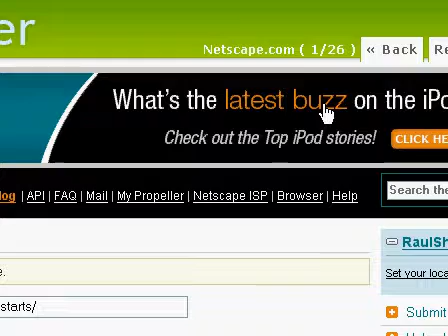 er
Netscape.com ( 1/26 ) « Back Re
What's the latest buzz on the iPo
Check out the Top iPod stories! CLICK HE
log | API | FAQ | Mail | My Propeller | Netscape ISP | Browser | Help
Search the
RaulSh
e.
Set your loca
starts/
Submit